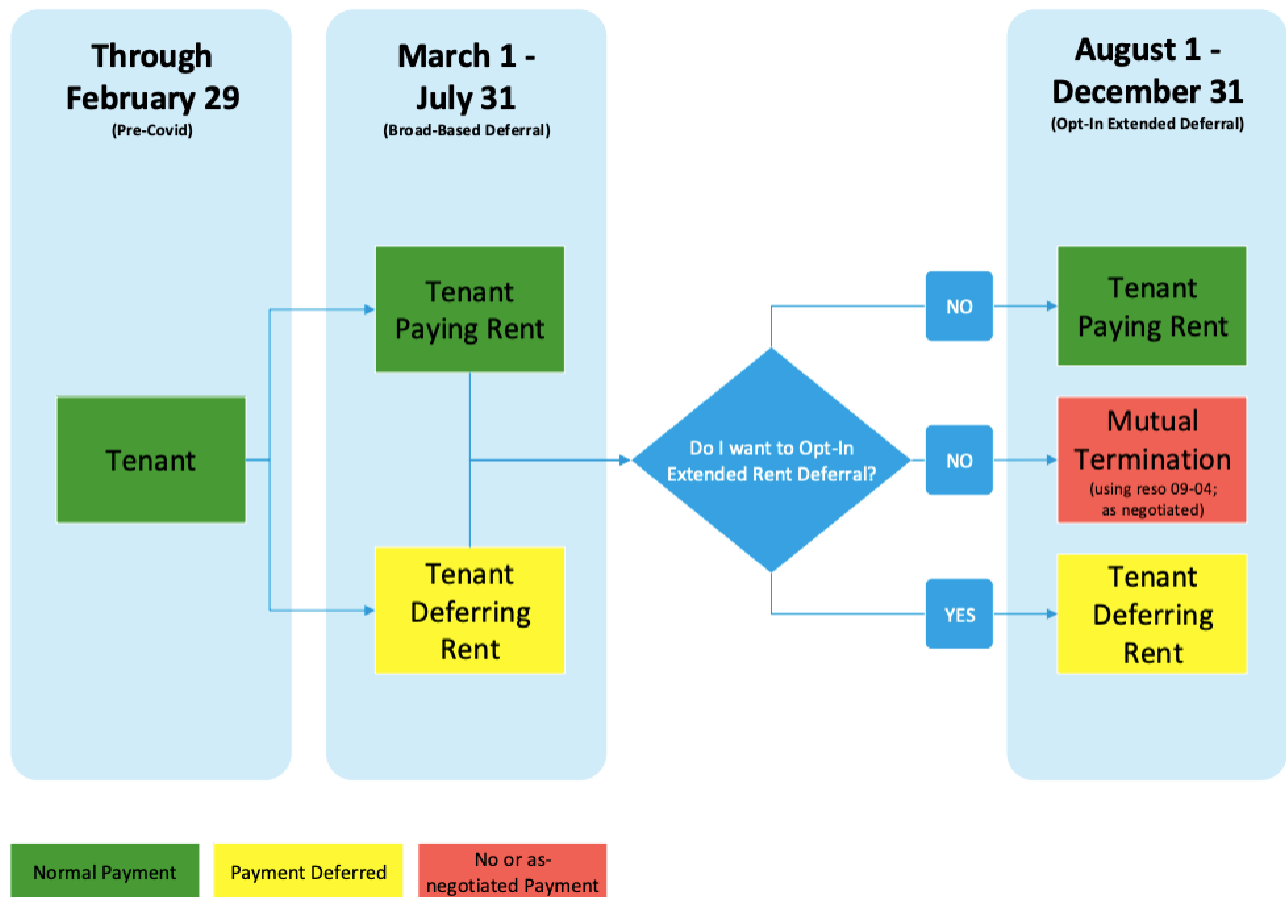 Through
February 29
(Pre-Covid)
March 1 -
July 31
(Broad-Based Deferral)
August 1 -
December 31
(Opt-In Extended Deferral)
Tenant
Tenant
Paying Rent
Tenant
Deferring
Rent
Do I want to Opt-In
Extended Rent Deferral?
NO
NO
YES
Tenant
Paying Rent
Mutual
Termination
(using reso 09-04;
as negotiated)
Tenant
Deferring
Rent
Normal Payment
Payment Deferred
No or as-
negotiated Payment